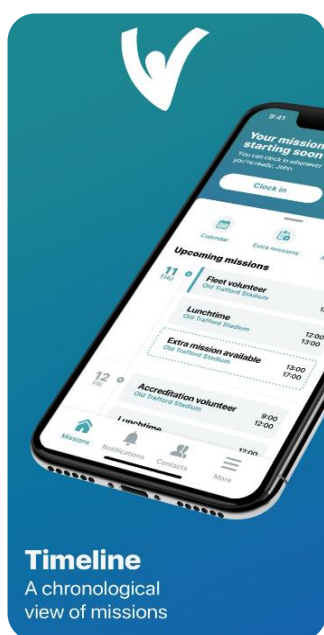 9:41
Your mission
starting soon
You can clock in whenever
you're ready, John
Clock in
Calendar
Extra missions
Upcoming missions
11
THU
Fleet volunteer
Old Trafford Stadium
Lunchtime
Old Trafford Stadium
12:00
13:00
Extra mission available
Old Trafford Stadium
13:00
17:00
12
FRI
Accreditation volunteer
Old Trafford Stadium
9:00
12:00
Lunchtime
12:00
Missions
Notifications
Contacts
More
Timeline
A chronological
view of missions